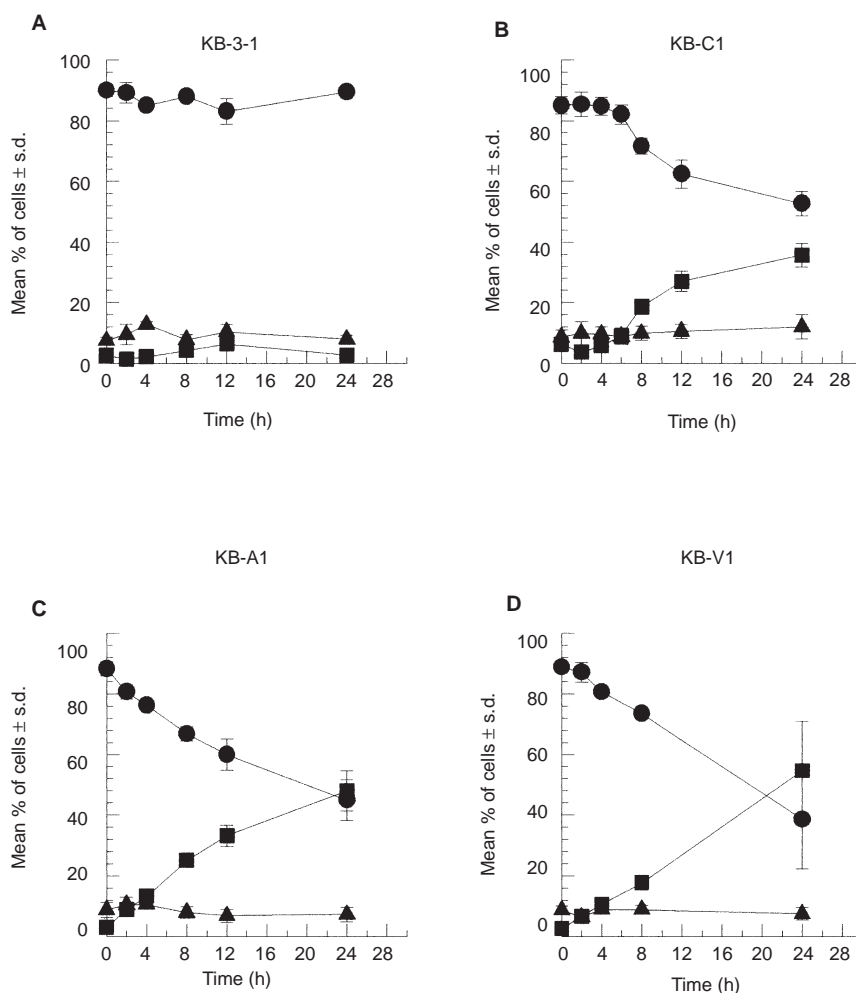 A
KB-3-1
100
80
60
40
20
0
Mean % of cells ± s.d.
0 4 8 12 16 20 24 28
Time (h)
B
KB-C1
100
80
60
40
20
0
Mean % of cells ± s.d.
0 4 8 12 16 20 24 28
Time (h)
C
KB-A1
100
80
60
40
20
0
Mean % of cells ± s.d.
0 4 8 12 16 20 24 28
Time (h)
D
KB-V1
100
80
60
40
20
0
Mean % of cells ± s.d.
0 4 8 12 16 20 24 28
Time (h)